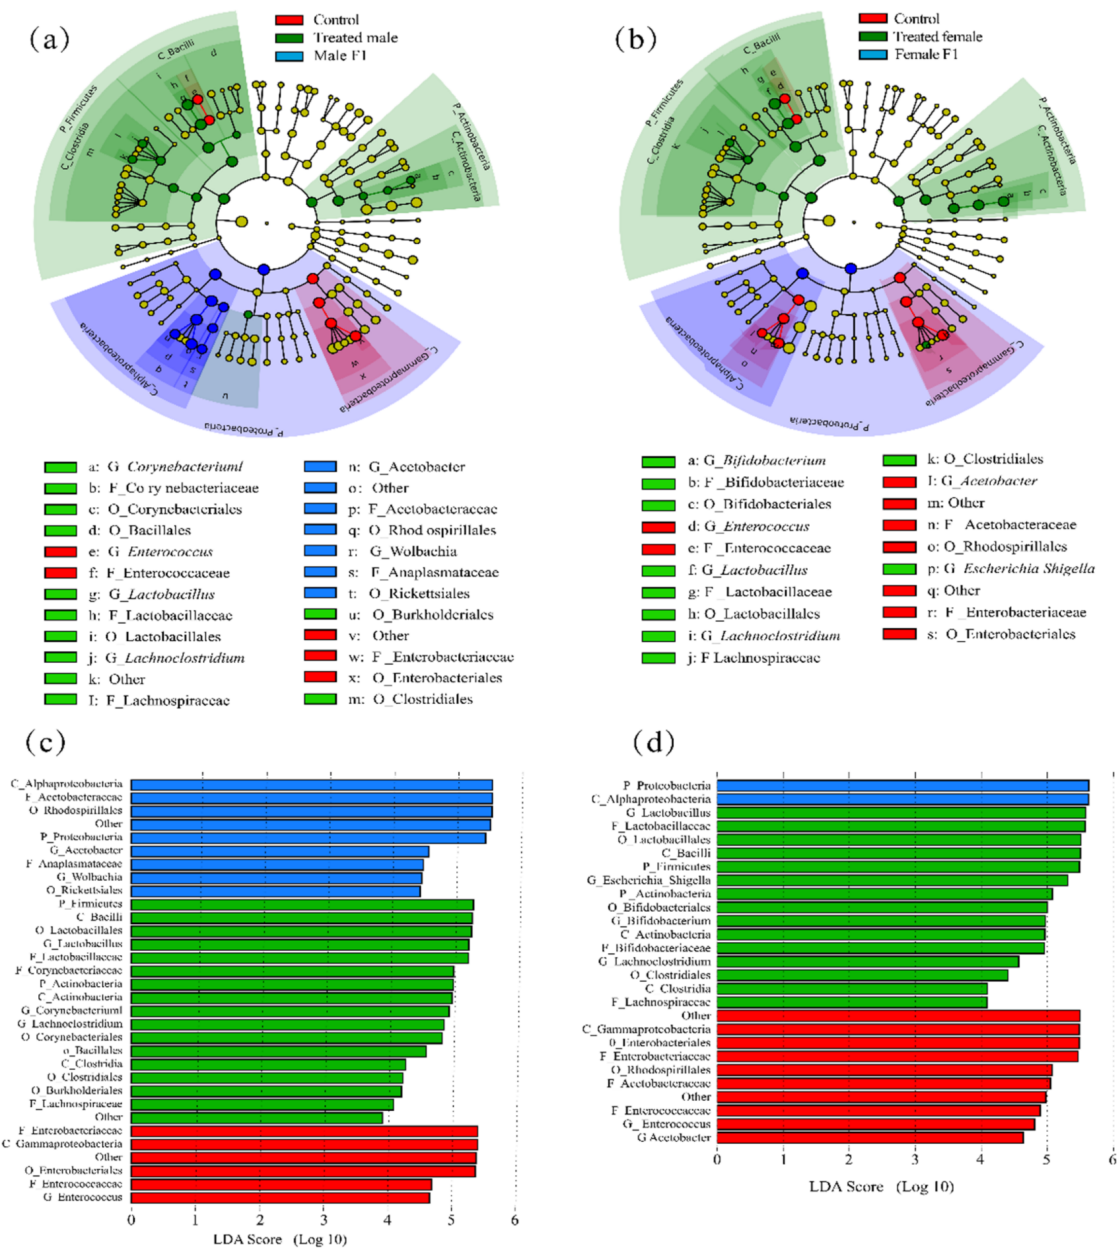 (a)
Control
Treated male
Male F1
C_Bacilli
P_Firmicutes
C_Clostridia
P_Actinobacteria
C_Actinobacteria
C_Alphaproteobacteria
P_Proteobacteria
C_Gammaproteobacteria
(b)
Control
Treated female
Female F1
C_Bacilli
P_Firmicutes
C_Clostridia
P_Actinobacteria
C_Actinobacteria
C_Alphaproteobacteria
P_Proteobacteria
C_Gammaproteobacteria
a: G_Corynebacteriuml
b: F_Co ry nebacteriaceae
c: O_Corynebacteriales
d: O_Bacillales
e: G_Enterococcus
f: F_Enterococcaceae
g: G_Lactobacillus
h: F_Lactobacillaceae
i: O_Lactobacillales
j: G_Lachnoclostridium
k: Other
I: F_Lachnospiraceae
n: G_Acetobacter
o: Other
p: F_Acetobacteraceae
q: O_Rhod ospirillales
r: G_Wolbachia
s: F_Anaplasmataceae
t: O_Rickettsiales
u: O_Burkholderiales
v: Other
w: F_Enterobacteriaceae
x: O_Enterobacteriales
m: O_Clostridiales
a: G_Bifidobacterium
b: F_Bifidobacteriaceae
c: O_Bifidobacteriales
d: G_Enterococcus
e: F_Enterococcaceae
f: G_Lactobacillus
g: F_Lactobacillaceae
h: O_Lactobacillales
i: G_Lachnoclostridium
j: F Lachnospiraceae
k: O_Clostridiales
I: G_Acetobacter
m: Other
n: F_Acetobacteraceae
o: O_Rhodospirillales
p: G Escherichia Shigella
q: Other
r: F_Enterobacteriaceae
s: O_Enterobacteriales
(c)
C_Alphaproteobacteria
F_Acetobacteraceae
O_Rhodospirillales
Other
P_Proteobacteria
G_Acetobacter
F_Anaplasmataceae
G_Wolbachia
O_Rickettsiales
P_Firmicutes
C_Bacilli
O_Lactobacillales
G_Lactobacillus
F_Lactobacillaceae
F_Corynebacteriaceae
P_Actinobacteria
C_Actinobacteria
G_Corynebacteriuml
G_Lachnoclostridium
O_Corynebacteriales
o_Bacillales
C_Clostridia
O_Clostridiales
O_Burkholderiales
F_Lachnospiraceae
Other
F_Enterobacteriaceae
C_Gammaproteobacteria
Other
O_Enterobacteriales
F_Enterococcaceae
G_Enterococcus
0 1 2 3 4 5 6
LDA Score (Log 10)
(d)
P_Proteobacteria
C_Alphaproteobacteria
G_Lactobacillus
F_Lactobacillaceae
O_Lactobacillales
C_Bacilli
P_Firmicutes
G_Escherichia_Shigella
P_Actinobacteria
O_Bifidobacteriales
G_Bifidobacterium
C_Actinobacteria
F_Bifidobacteriaceae
G_Lachnoclostridium
O_Clostridiales
C_Clostridia
F_Lachnospiraceae
Other
C_Gammaproteobacteria
0_Enterobacteriales
F_Enterobacteriaceae
O_Rhodospirillales
F_Acetobacteraceae
Other
F_Enterococcaceae
G_Enterococcus
G Acetobacter
0 1 2 3 4 5 6
LDA Score (Log 10)